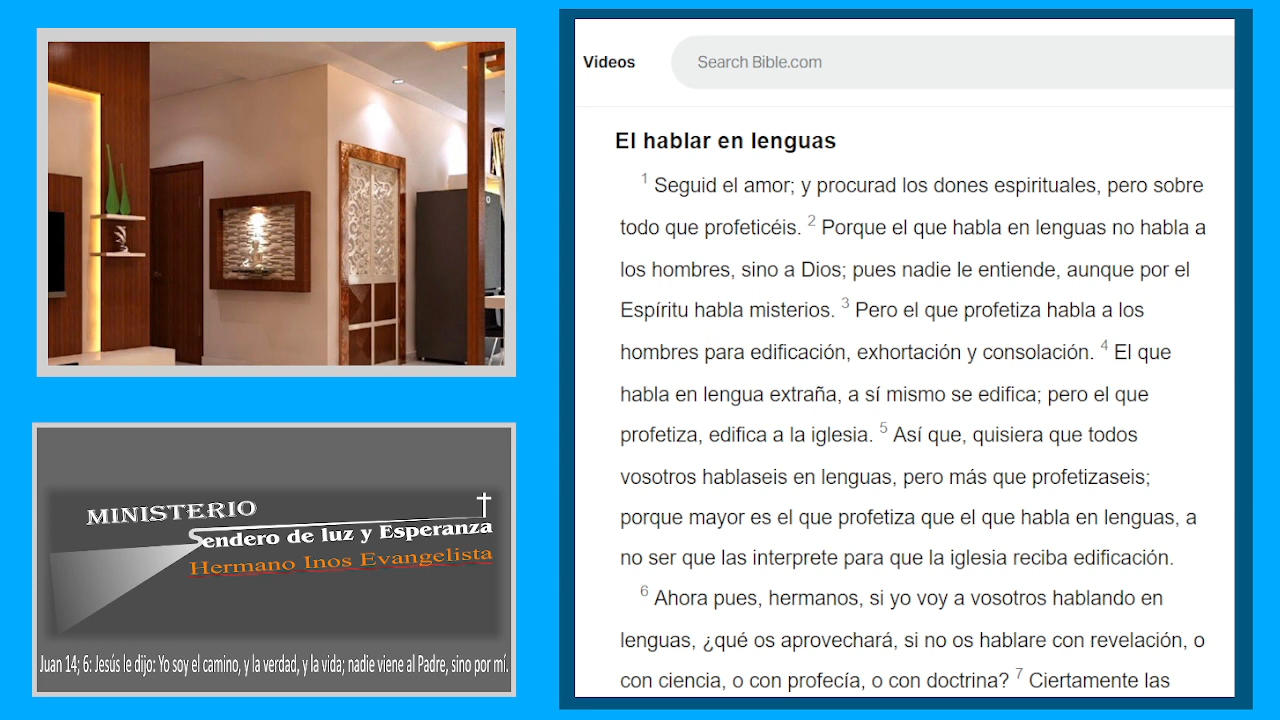 MINISTERIO
Sendero de luz y Esperanza
Hermano Inos Evangelista
Juan 14; 6: Jesús le dijo: Yo soy el camino, y la verdad, y la vida; nadie viene al Padre, sino por mí.
Videos
Search Bible.com
El hablar en lenguas
1 Seguid el amor; y procurad los dones espirituales, pero sobre
todo que profeticéis. 2 Porque el que habla en lenguas no habla a
los hombres, sino a Dios; pues nadie le entiende, aunque por el
Espíritu habla misterios. 3 Pero el que profetiza habla a los
hombres para edificación, exhortación y consolación. 4 El que
habla en lengua extraña, a sí mismo se edifica; pero el que
profetiza, edifica a la iglesia. 5 Así que, quisiera que todos
vosotros hablaseis en lenguas, pero más que profetizaseis;
porque mayor es el que profetiza que el que habla en lenguas, a
no ser que las interprete para que la iglesia reciba edificación.
6 Ahora pues, hermanos, si yo voy a vosotros hablando en
lenguas, ¿qué os aprovechará, si no os hablare con revelación, o
con ciencia, o con profecía, o con doctrina? 7 Ciertamente las